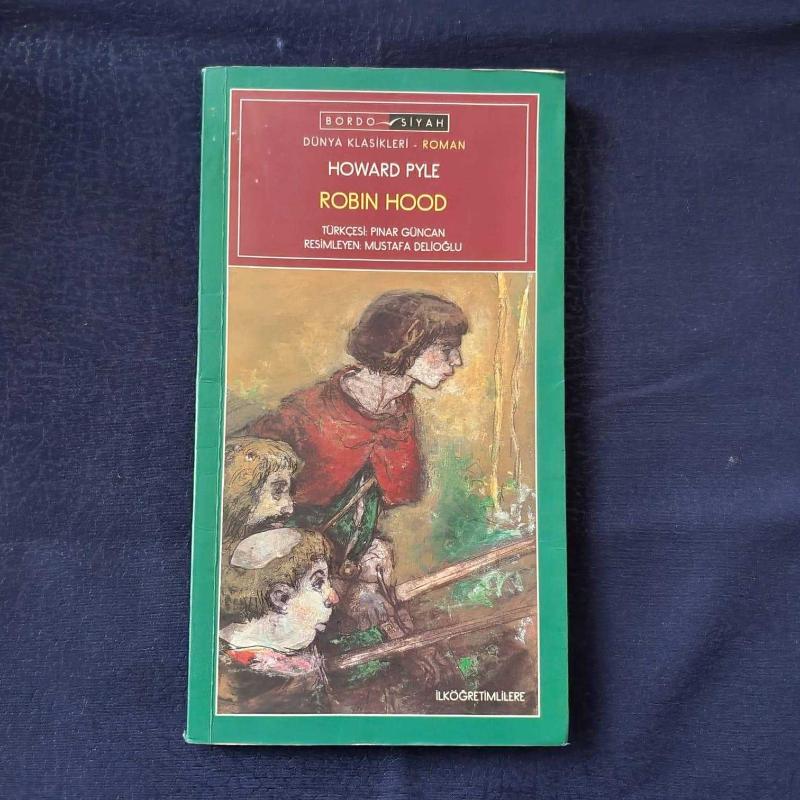 BORDO SİYAH
DÜNYA KLASİKLERİ - ROMAN
HOWARD PYLE
ROBIN HOOD
TÜRKÇESİ: PINAR GÜNCAN
RESİMLEYEN: MUSTAFA DELİOĞLU
İLKÖĞRETİMLİLERE